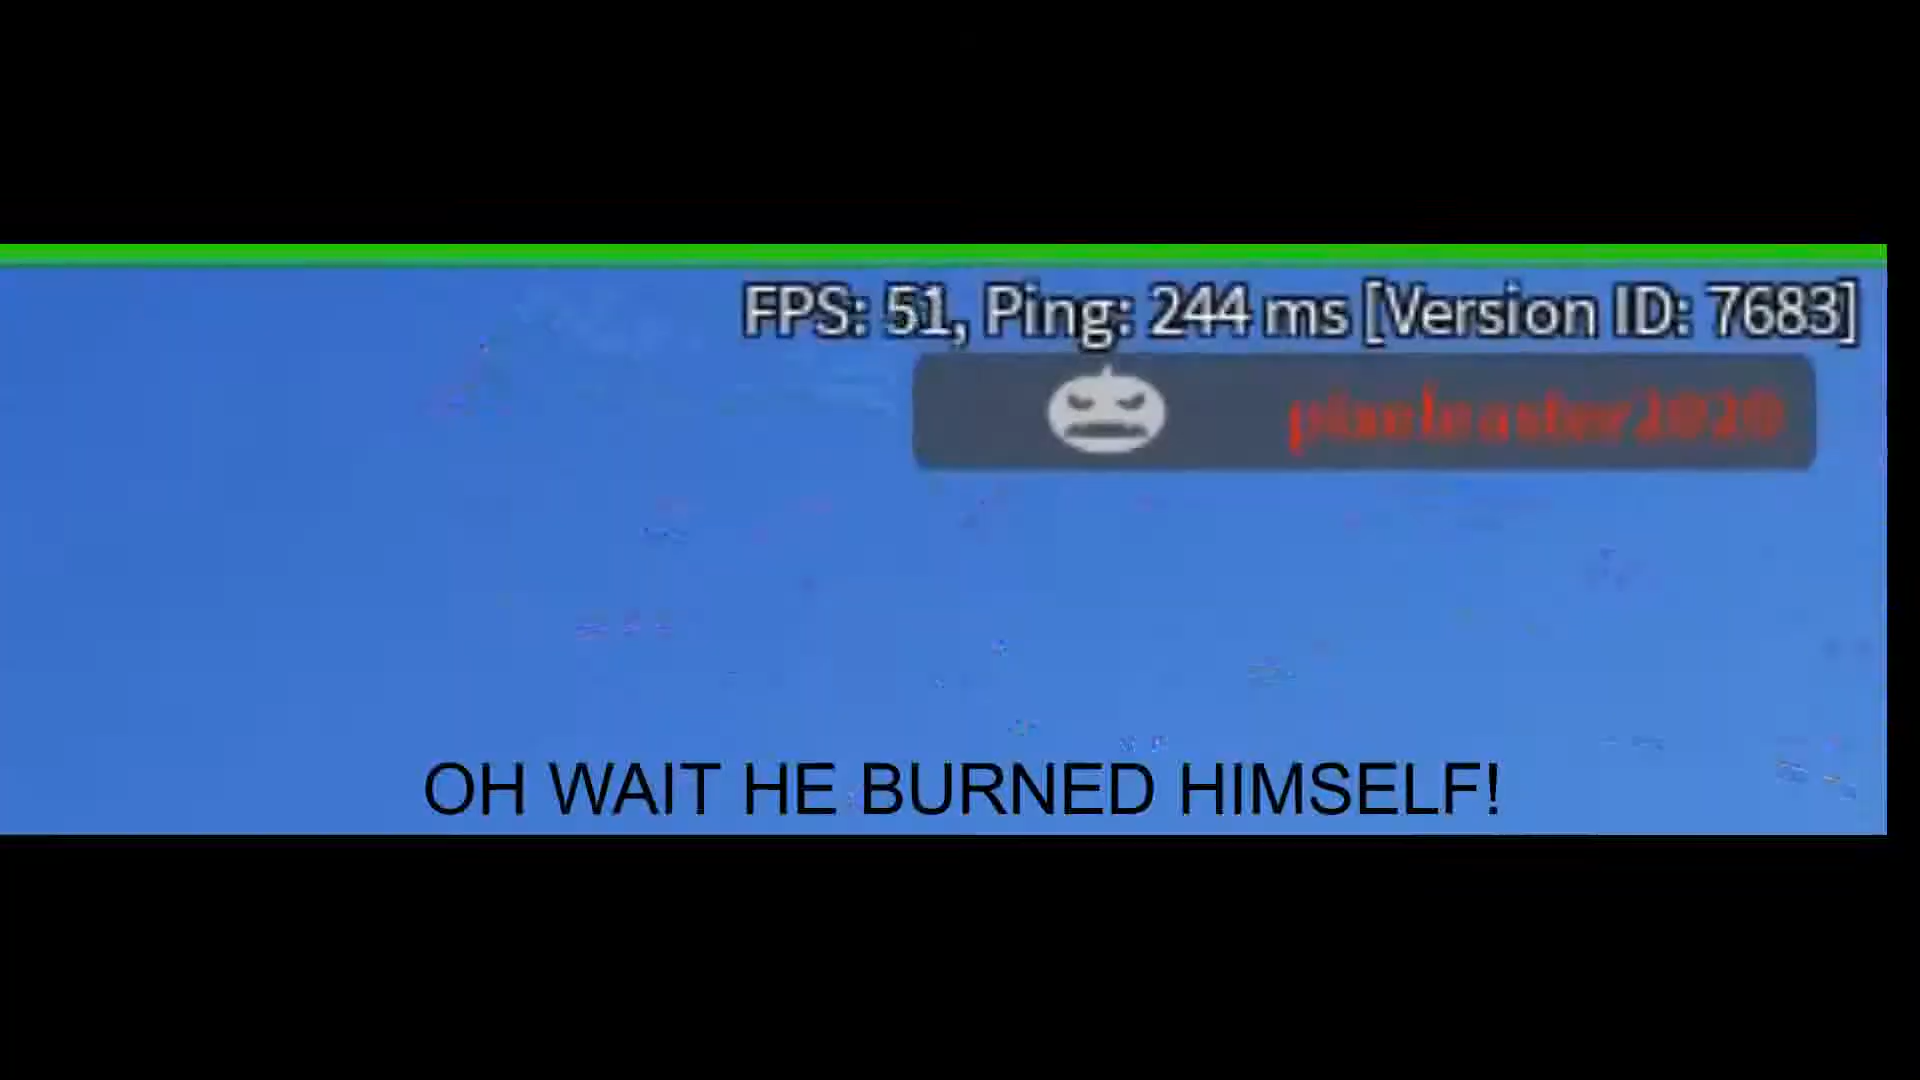 FPS: 51, Ping: 244 ms [Version ID: 7683]
OH WAIT HE BURNED HIMSELF!